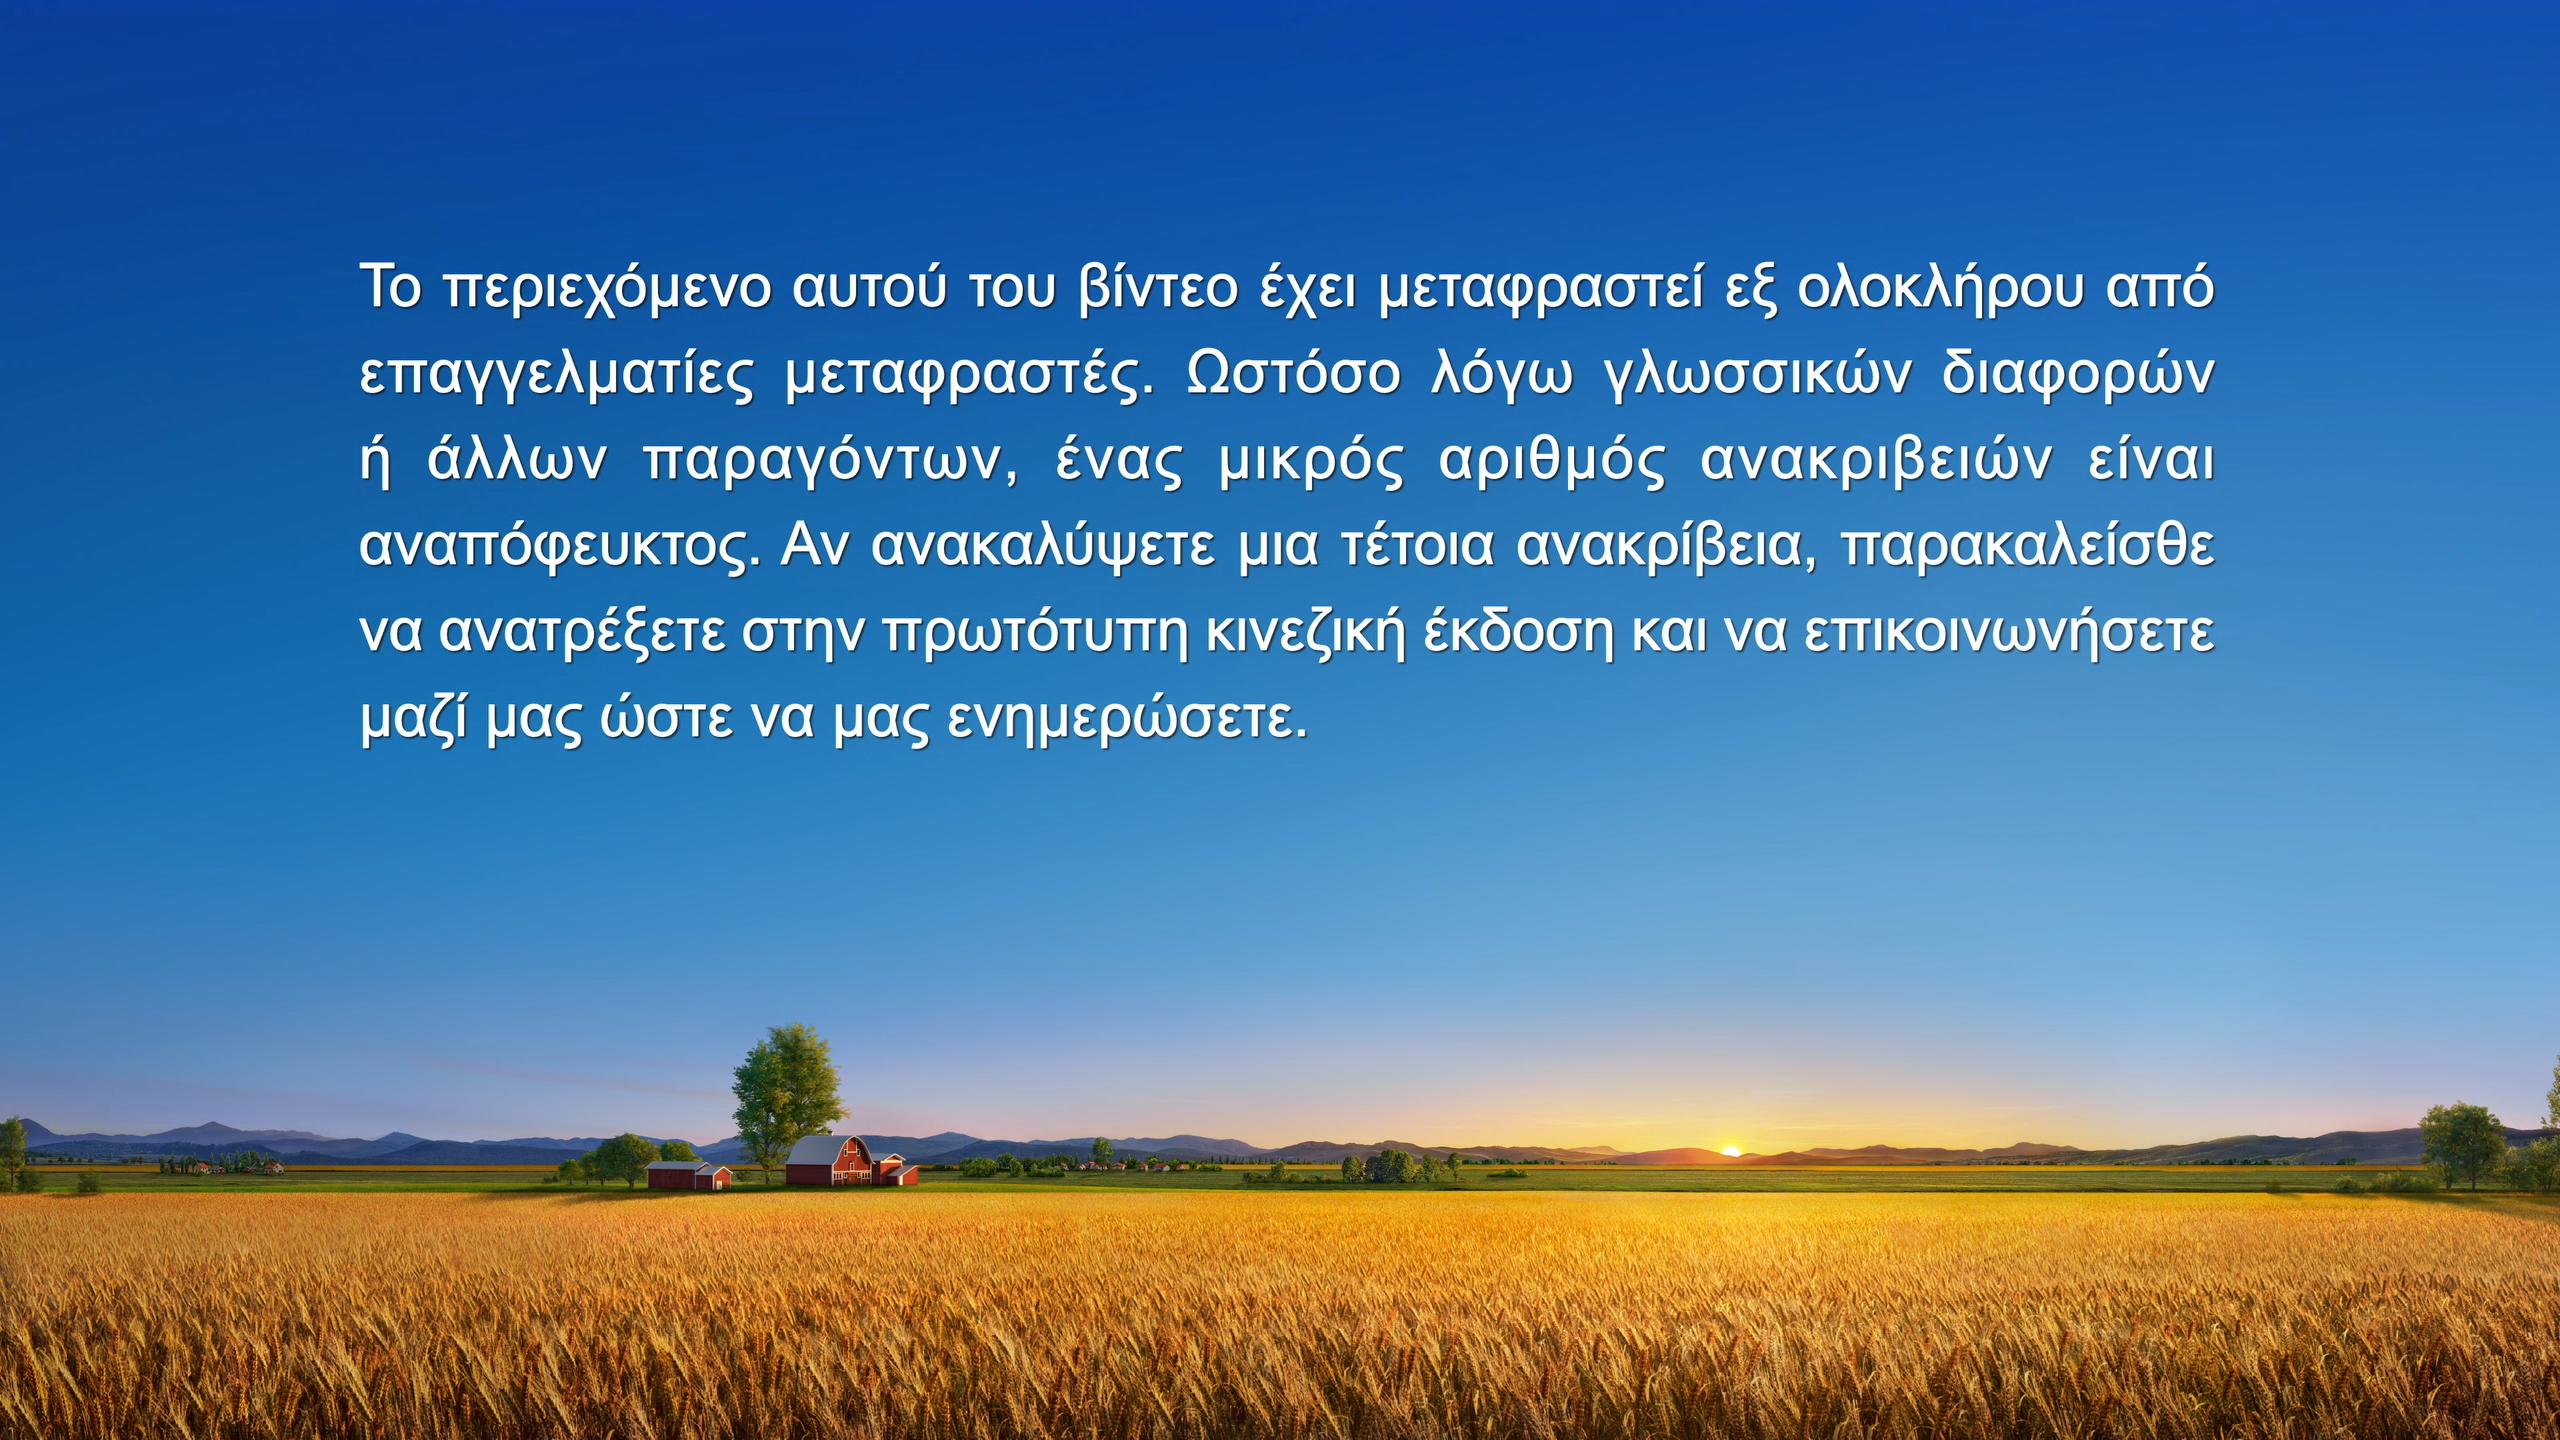 Το περιεχόμενο αυτού του βίντεο έχει μεταφραστεί εξ ολοκλήρου από
επαγγελματίες μεταφραστές. Ωστόσο λόγω γλωσσικών διαφορών
ή άλλων παραγόντων, ένας μικρός αριθμός ανακριβειών είναι
αναπόφευκτος. Αν ανακαλύψετε μια τέτοια ανακρίβεια, παρακαλείσθε
να ανατρέξετε στην πρωτότυπη κινεζική έκδοση και να επικοινωνήσετε
μαζί μας ώστε να μας ενημερώσετε.